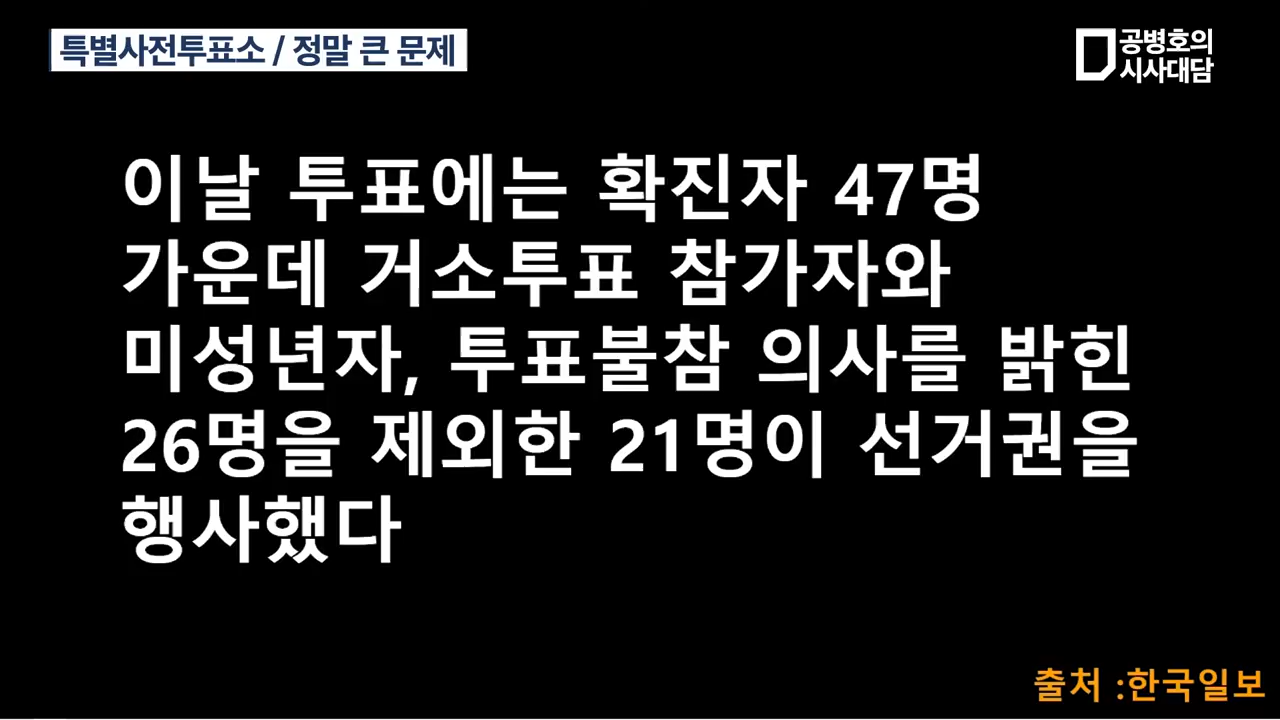 특별사전투표소 / 정말 큰 문제
공병호의
시사대담
이날 투표에는 확진자 47명
가운데 거소투표 참가자와
미성년자, 투표불참 의사를 밝힌
26명을 제외한 21명이 선거권을
행사했다
출처 :한국일보